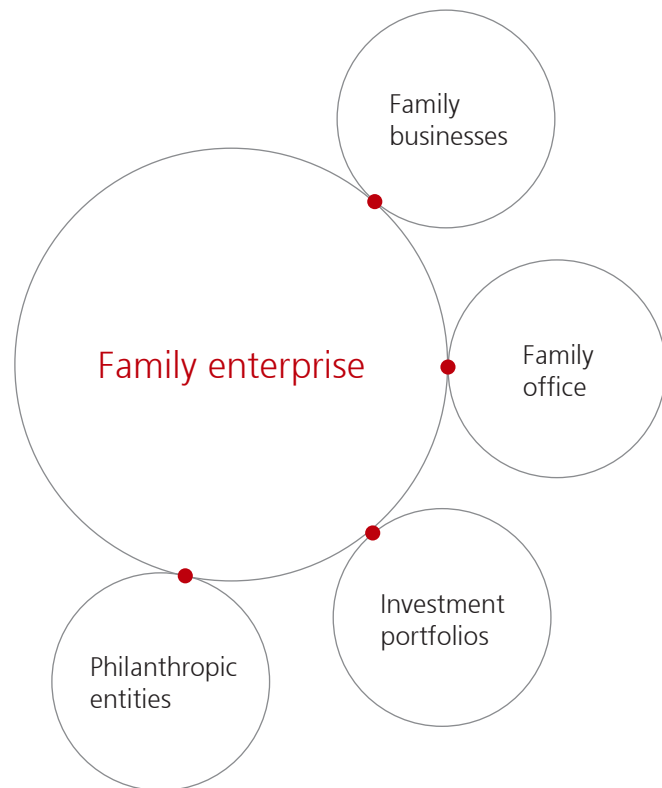 Family
businesses
Family enterprise
Family
office
Investment
portfolios
Philanthropic
entities